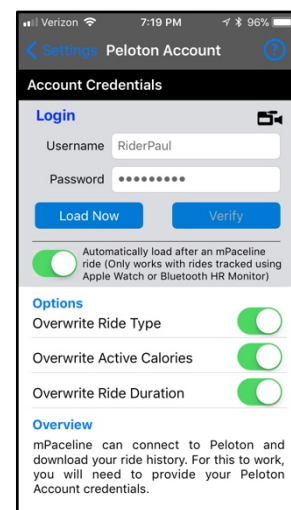 Verizon 7:19 PM 96%
Settings Peloton Account ?
Account Credentials
Login
Username RiderPaul
Password •••••••••
Load Now Verify
Automatically load after an mPaceline
ride (Only works with rides tracked using
Apple Watch or Bluetooth HR Monitor)
Options
Overwrite Ride Type
Overwrite Active Calories
Overwrite Ride Duration
Overview
mPaceline can connect to Peloton and
download your ride history. For this to work,
you will need to provide your Peloton
Account credentials.